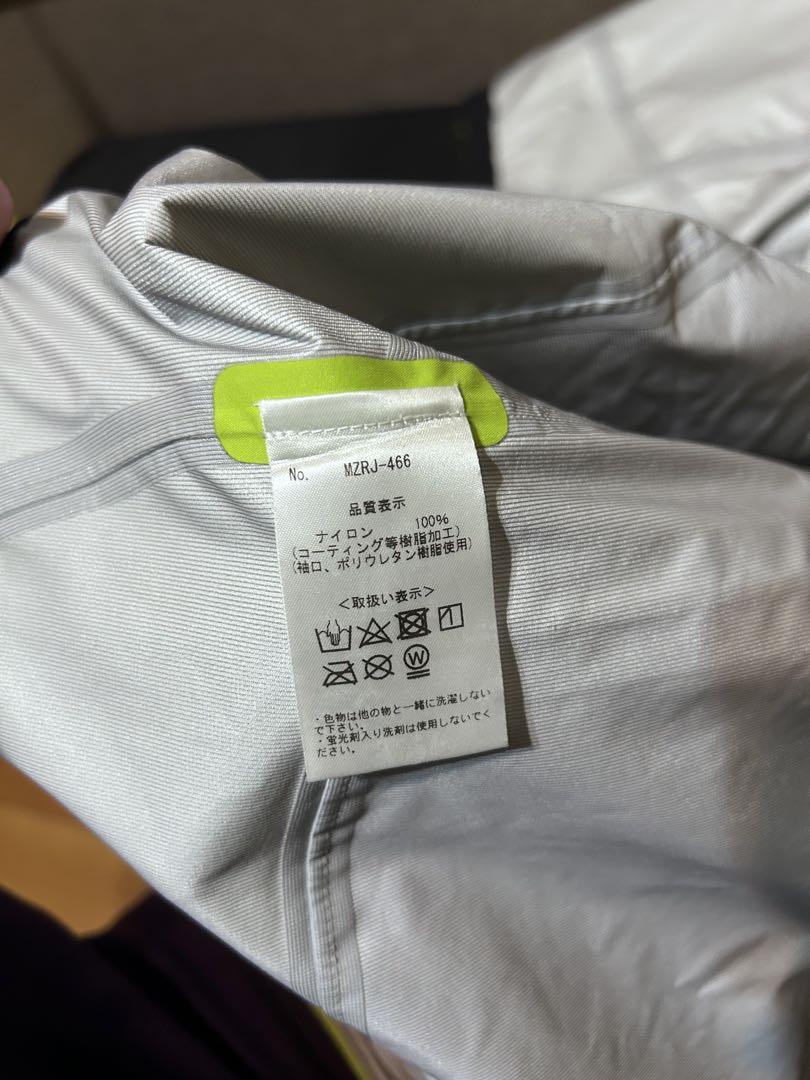 No. MZRJ-466
品質表示
ナイロン 100%
(コーティング等樹脂加工)
(袖口、ポリウレタン樹脂使用)
<取扱い表示>
W
・色物は他の物と一緒に洗濯しない
で下さい。
・蛍光剤入り洗剤は使用しないでく
ださい。